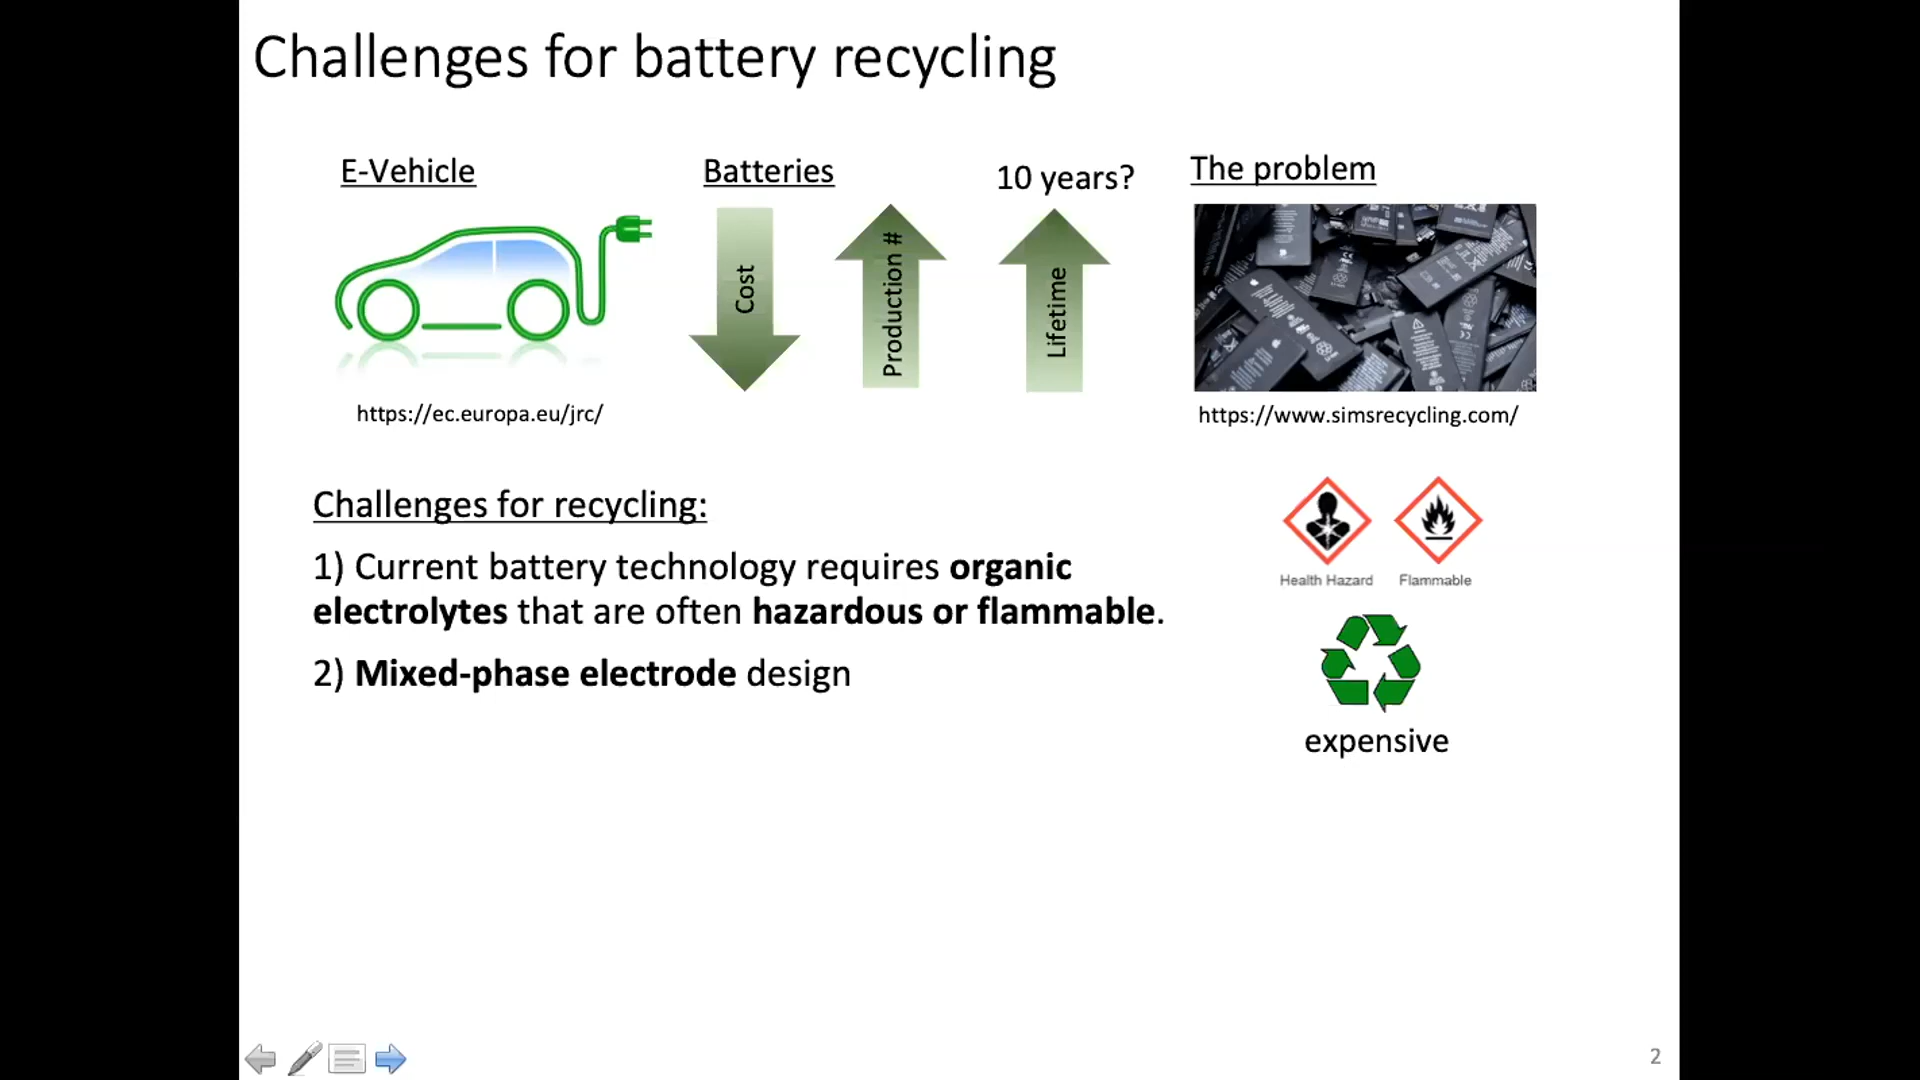 Challenges for battery recycling
E-Vehicle
Batteries
10 years?
The problem
Cost
Production #
Lifetime
https://ec.europa.eu/jrc/
https://www.simsrecycling.com/
Challenges for recycling:
1) Current battery technology requires organic
electrolytes that are often hazardous or flammable.
2) Mixed-phase electrode design
Health Hazard
Flammable
expensive
2